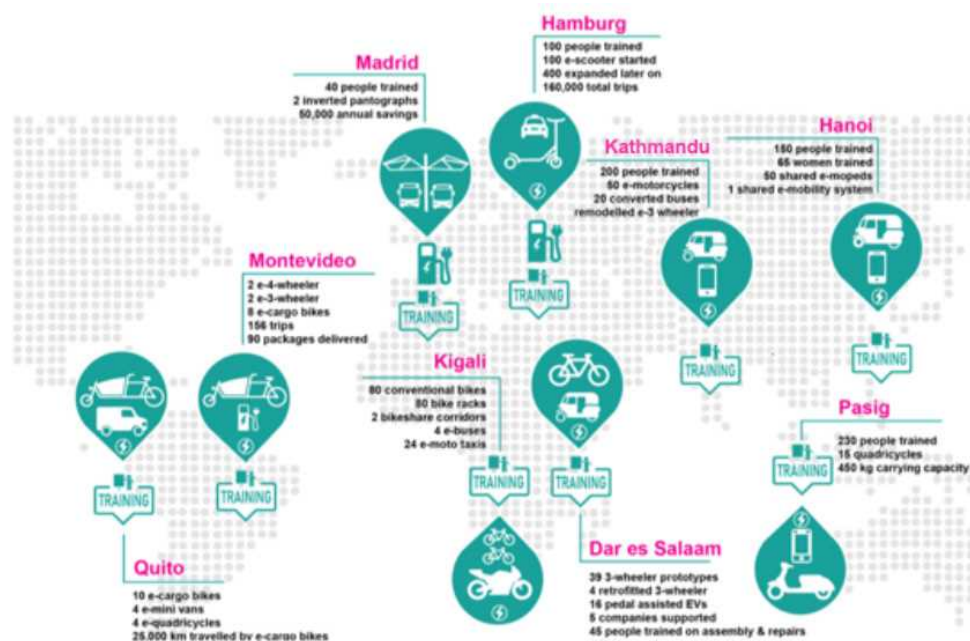 Hamburg
100 people trained
100 e-scooter started
400 expanded later on
160,000 total trips
Madrid
40 people trained
2 inverted pantographs
50,000 annual savings
Kathmandu
200 people trained
50 e-motorcycles
20 converted buses
remodelled e-3 wheeler
Hanoi
150 people trained
65 women trained
50 shared e-mopeds
1 shared e-mobility system
Montevideo
2 e-4-wheeler
2 e-3-wheeler
8 e-cargo bikes
156 trips
90 packages delivered
TRAINING
TRAINING
TRAINING
TRAINING
Kigali
80 conventional bikes
80 bike racks
2 bikeshare corridors
4 e-buses
24 e-moto taxis
Pasig
230 people trained
15 quadricycles
450 kg carrying capacity
TRAINING
TRAINING
TRAINING
TRAINING
TRAINING
Quito
10 e-cargo bikes
4 e-mini vans
4 e-quadricycles
25.000 km travelled by e-cargo bikes
Dar es Salaam
39 3-wheeler prototypes
4 retrofitted 3-wheeler
16 pedal assisted EVs
5 companies supported
45 people trained on assembly & repairs